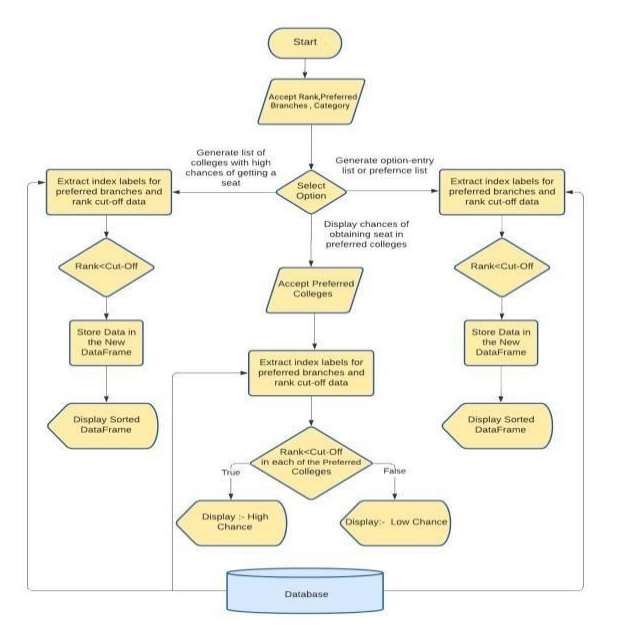 Start
Accept Rank,Preferred
Branches , Category
Generate list of
colleges with high
chances of getting a
seat
Generate option-entry
list or prefernce list
Select
Option
Extract index labels for
preferred branches and
rank cut-off data
Extract index labels for
preferred branches and
rank cut-off data
Display chances of
obtaining seat in
preferred colleges
Rank<Cut-Off
Rank<Cut-Off
Accept Preferred
Colleges
Store Data in
the New
DataFrame
Store Data in
the New
DataFrame
Extract index labels for
preferred branches and
rank cut-off data
Display Sorted
DataFrame
Display Sorted
DataFrame
Rank<Cut-Off
in each of the Preferred
Colleges
True
False
Display :- High
Chance
Display:- Low Chance
Database